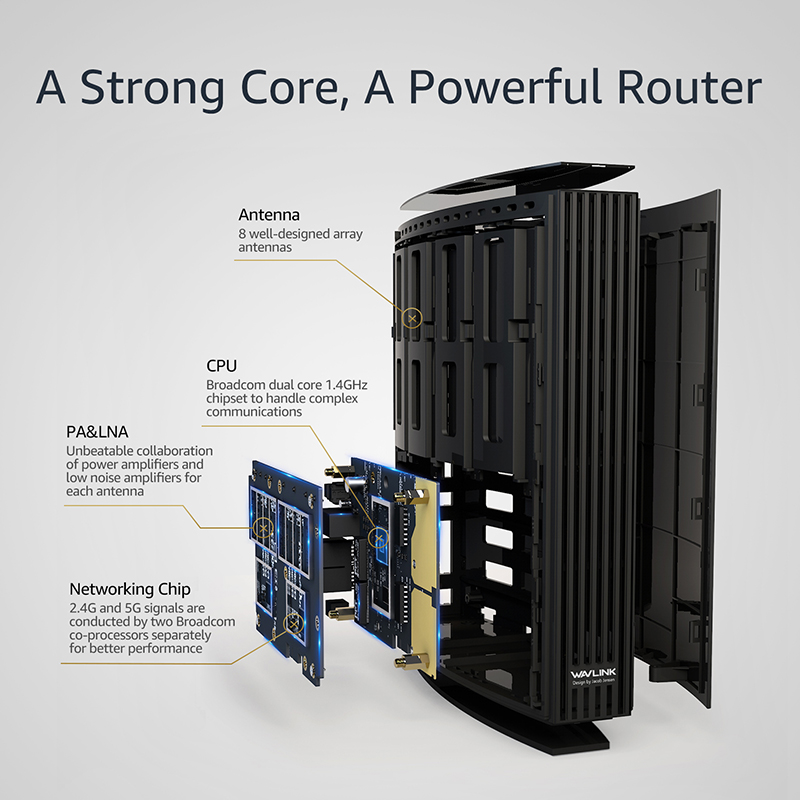 A Strong Core, A Powerful Router
Antenna
8 well-designed array
antennas
CPU
Broadcom dual core 1.4GHz
chipset to handle complex
communications
PA&LNA
Unbeatable collaboration
of power amplifiers and
low noise amplifiers for
each antenna
Networking Chip
2.4G and 5G signals are
conducted by two Broadcom
co-processors separately
for better performance
WAVLINK
Design by Jacob Jensen